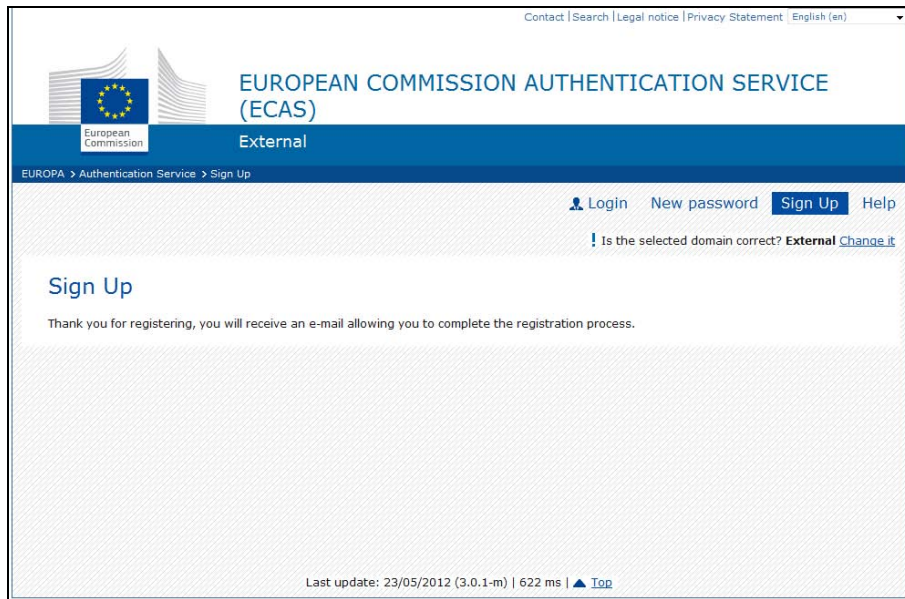 Contact | Search | Legal notice | Privacy Statement English (en)
EUROPEAN COMMISSION AUTHENTICATION SERVICE
(ECAS)
European
Commission
External
EUROPA > Authentication Service > Sign Up
Login New password Sign Up Help
! Is the selected domain correct? External Change it
Sign Up
Thank you for registering, you will receive an e-mail allowing you to complete the registration process.
Last update: 23/05/2012 (3.0.1-m) | 622 ms | Top